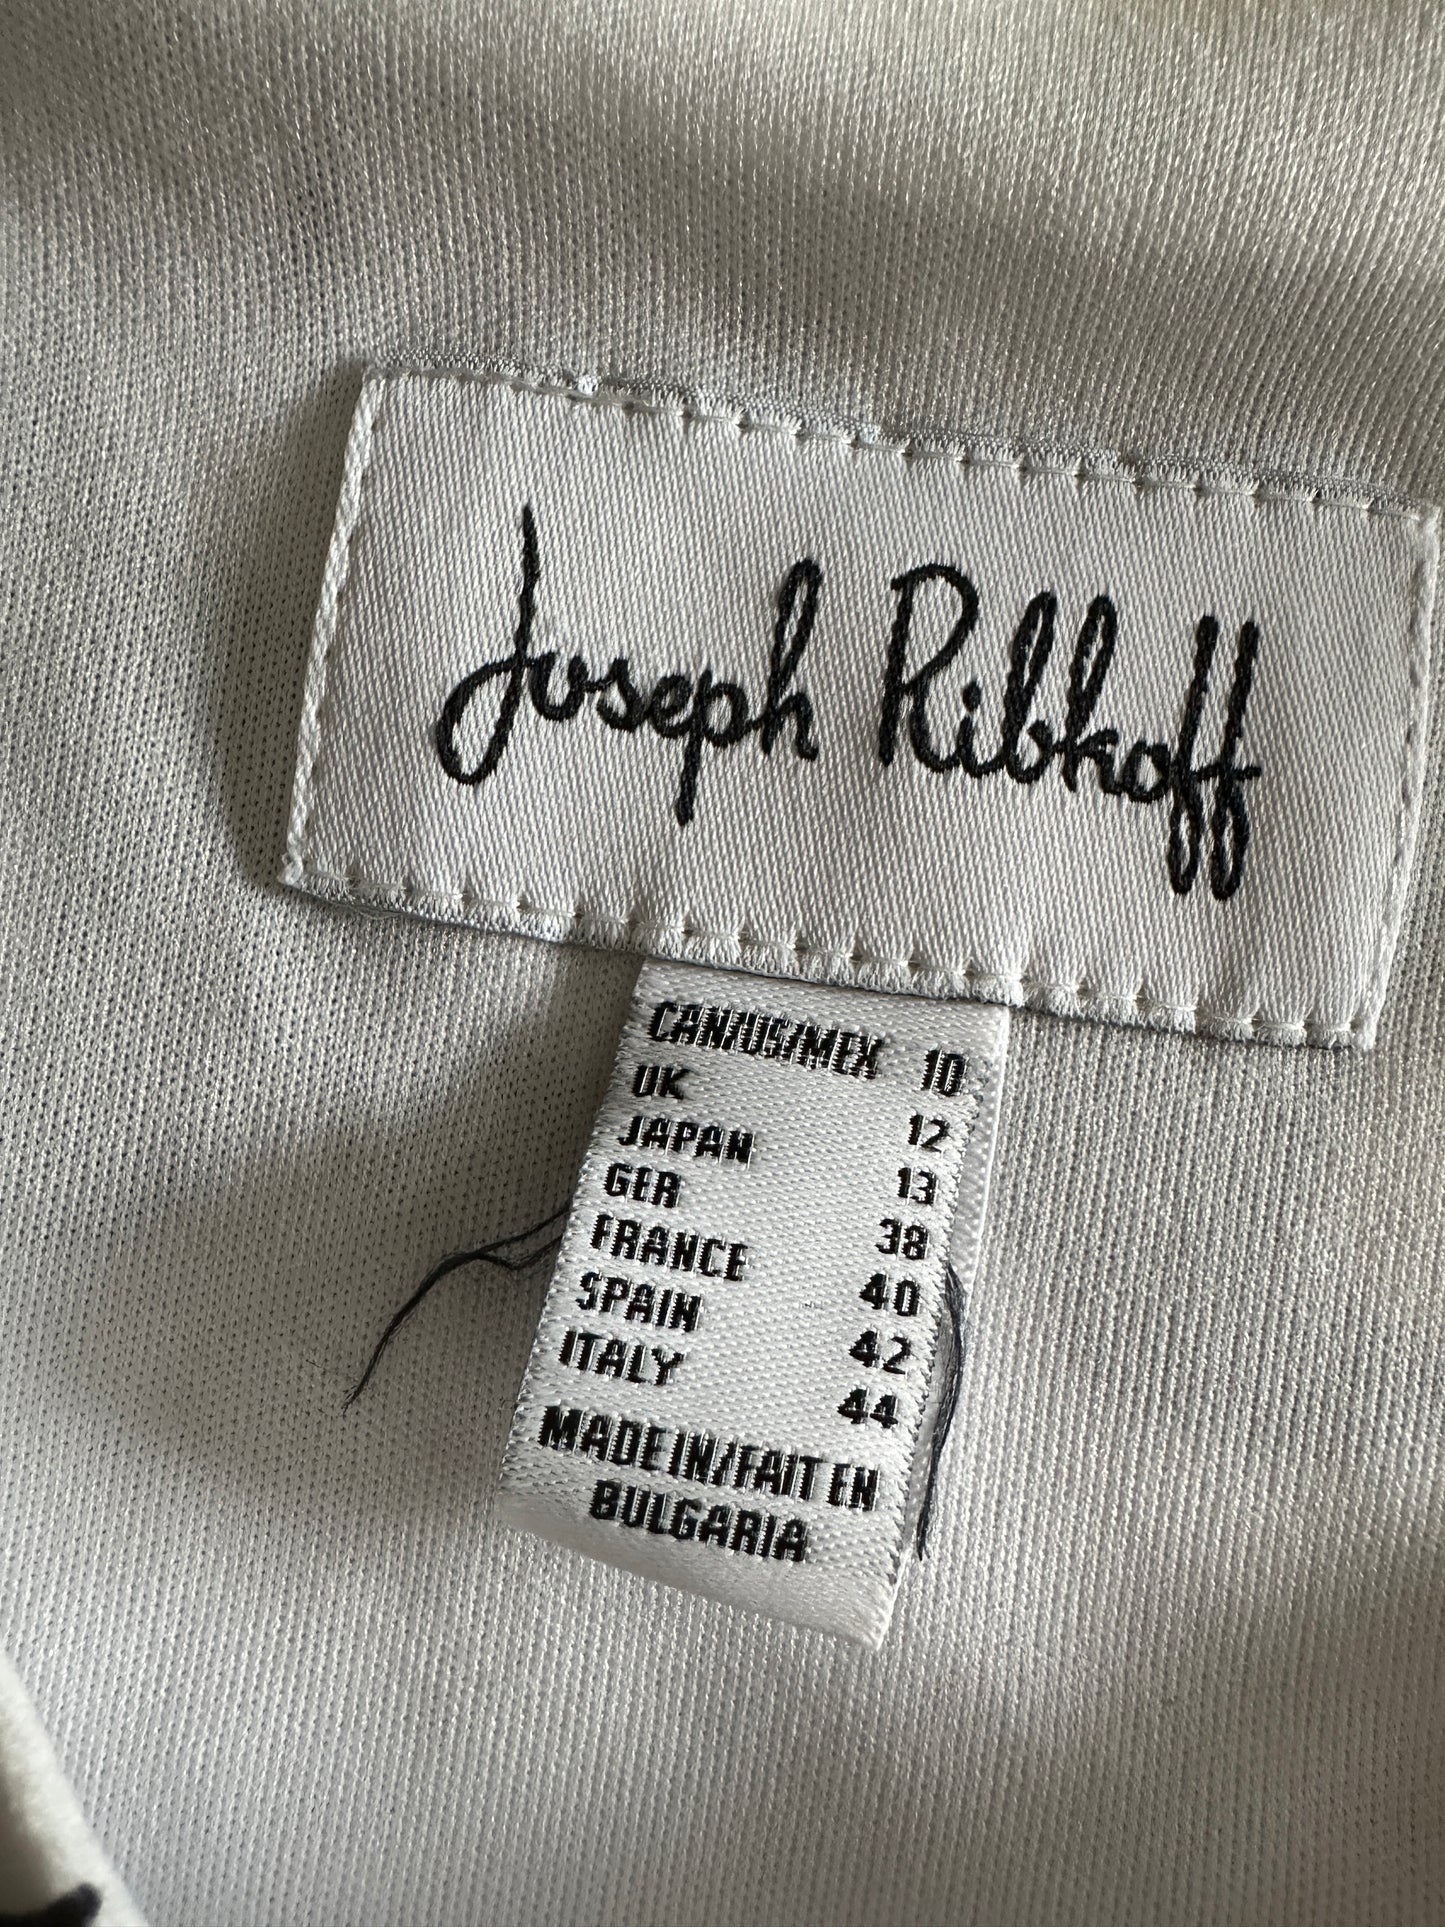 Joseph Ribkoff
CAN/US/MEX 10
UK 12
JAPAN 13
GER 38
FRANCE 40
SPAIN 42
ITALY 44
MADE IN/FAIT EN
BULGARIA